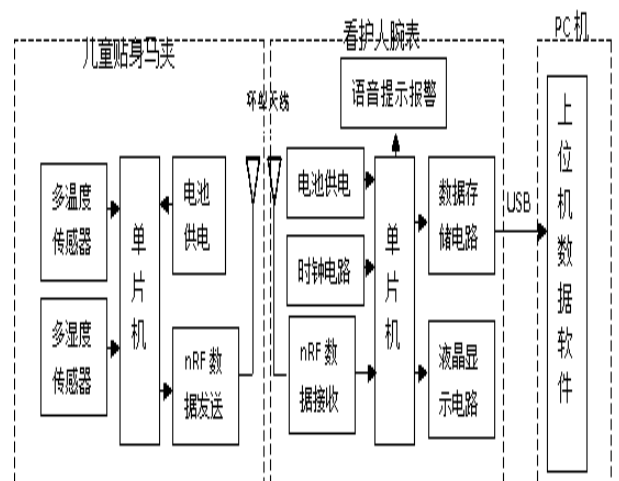 儿童贴身马夹
看护人腕表
PC机
环型天线
语音提示报警
多温度
传感器
单
片
机
电池
供电
多湿度
传感器
nRF数
据发送
电池供电
时钟电路
nRF数
据接收
单
片
机
数据存
储电路
液晶显
示电路
USB
上
位
机
数
据
软
件